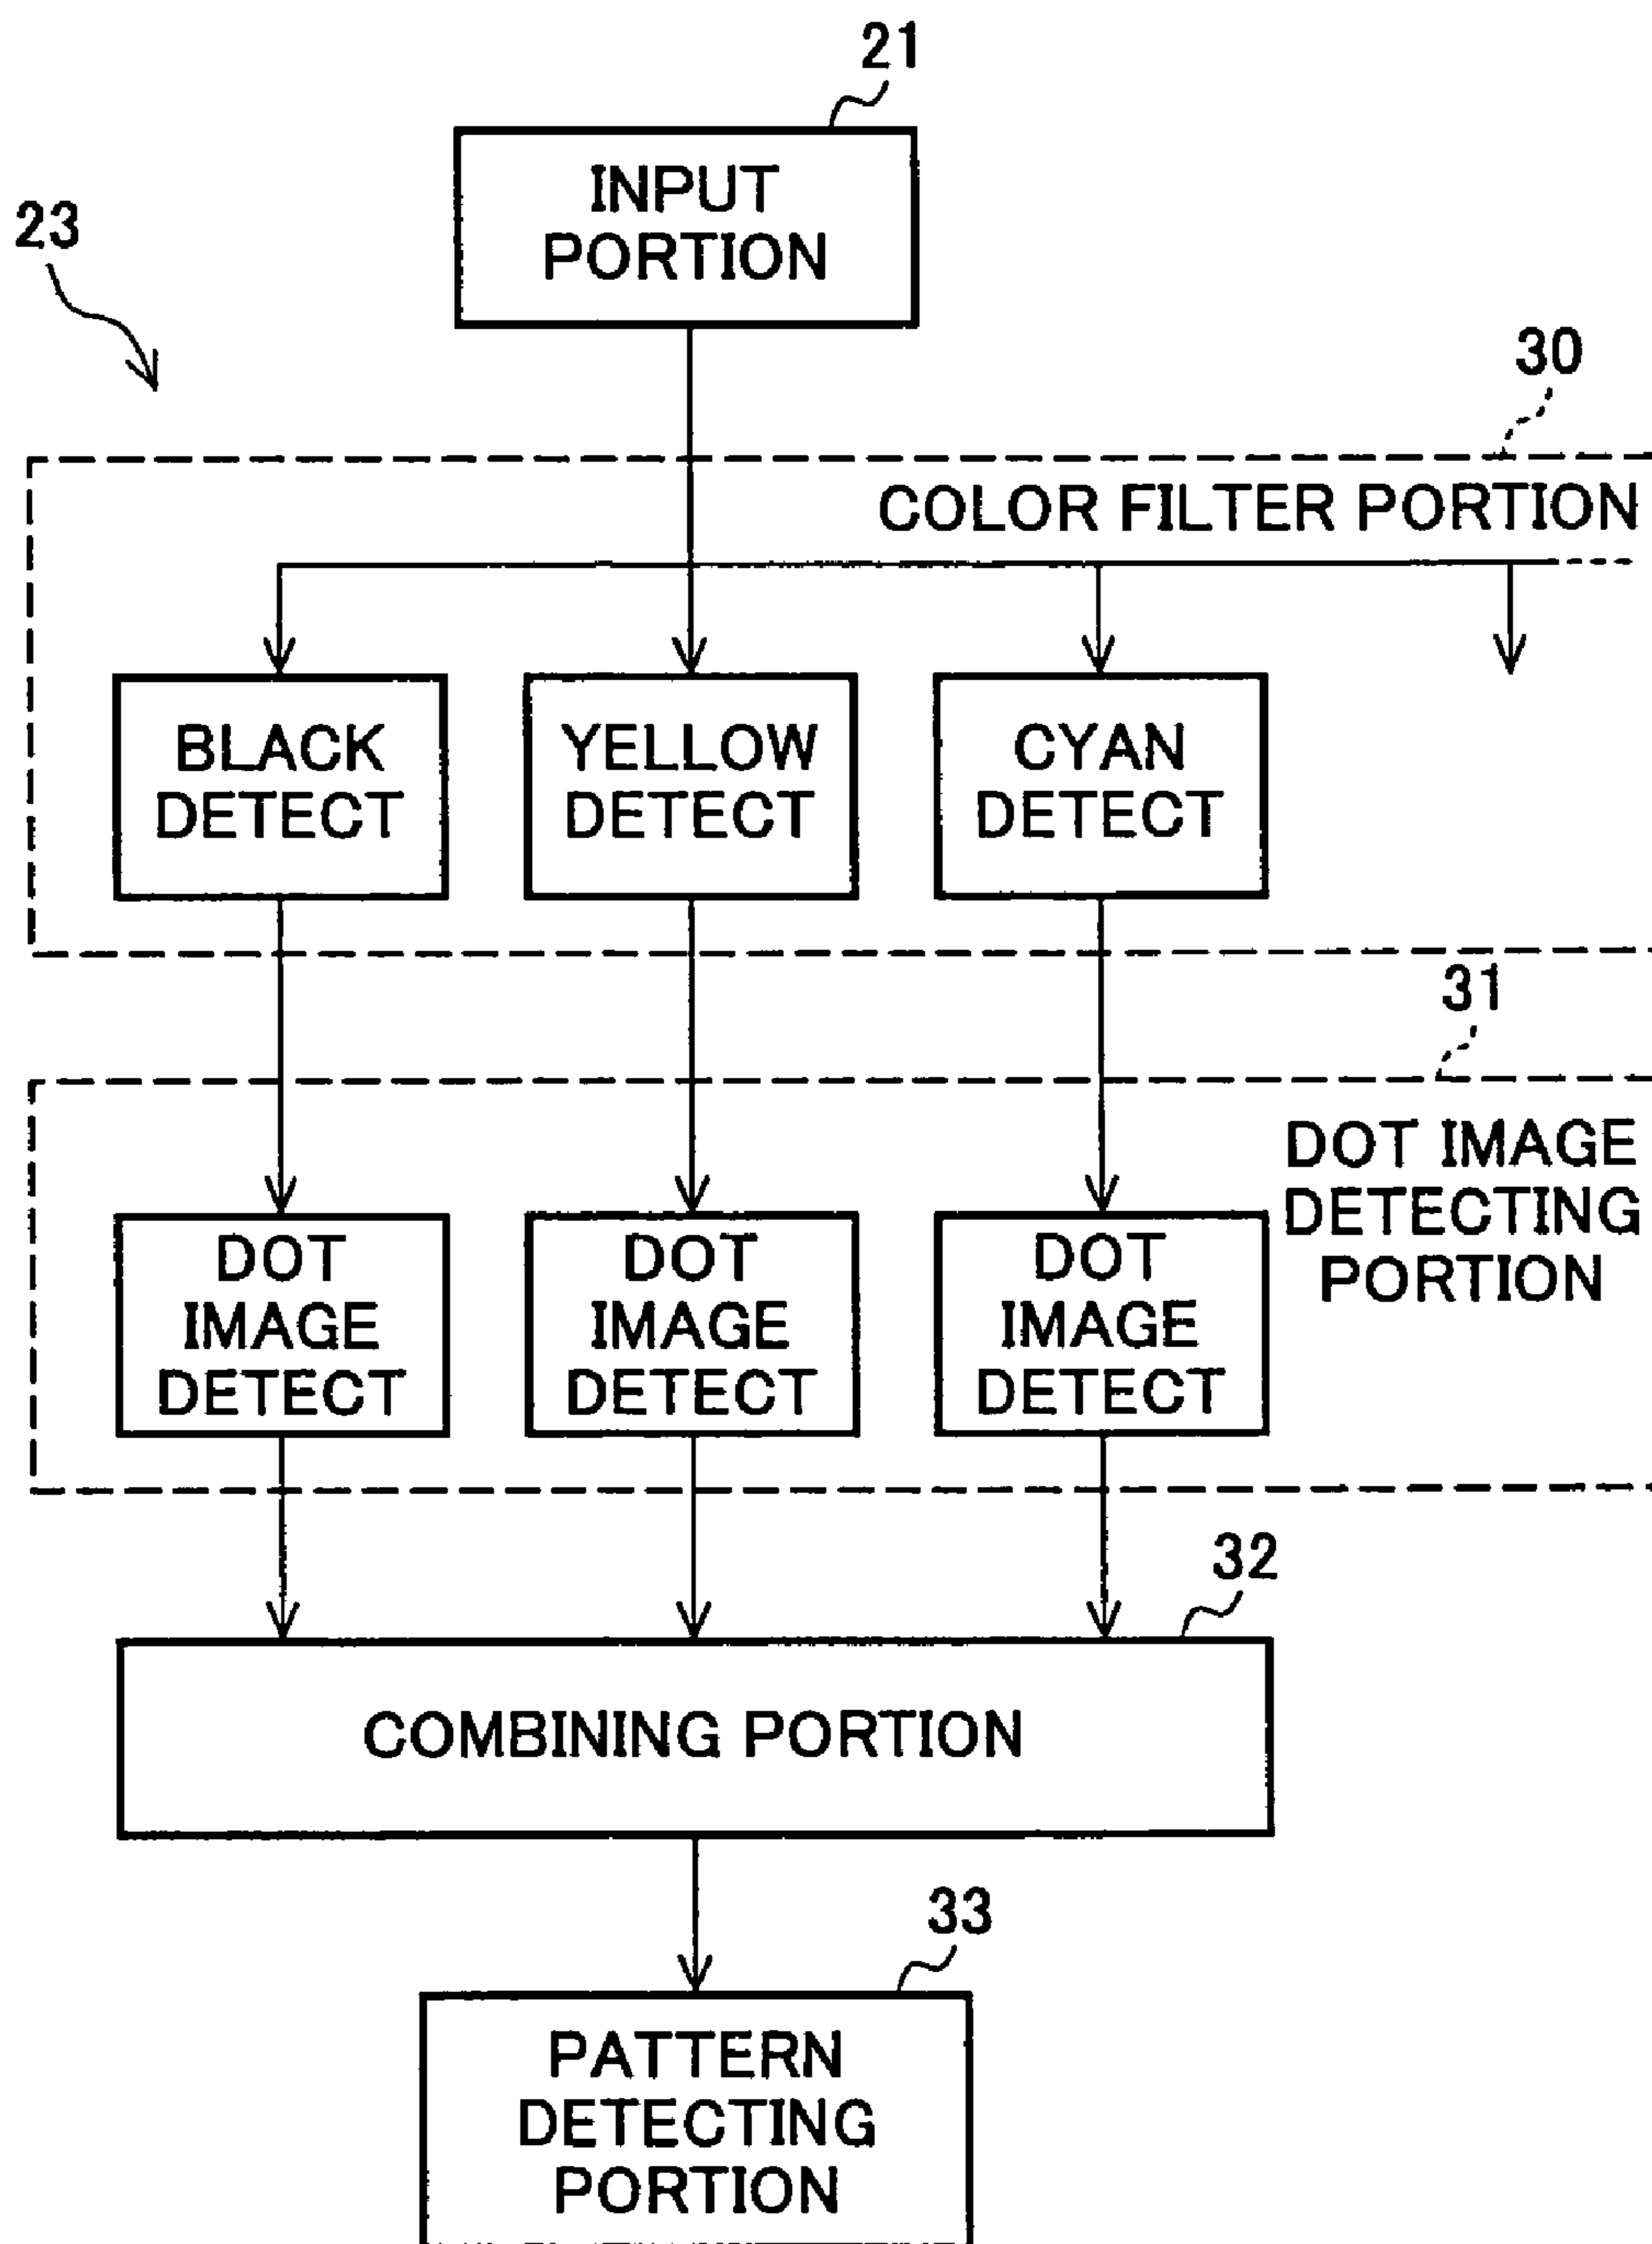 21
INPUT
PORTION
23
30
COLOR FILTER PORTION
BLACK
DETECT
YELLOW
DETECT
CYAN
DETECT
31
DOT IMAGE
DETECTING
PORTION
DOT
IMAGE
DETECT
DOT
IMAGE
DETECT
DOT
IMAGE
DETECT
32
COMBINING PORTION
33
PATTERN
DETECTING
PORTION